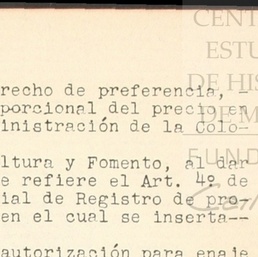 CENT
ESTU
DE HIS
DE M
FUND
recho de preferencia, -
porcional del precio en
inistración de la Colo-
ltura y Fomento, al dar
e refiere el Art. 4º de
ial de Registro de pro-
en el cual se inserta--
autorización para enaje